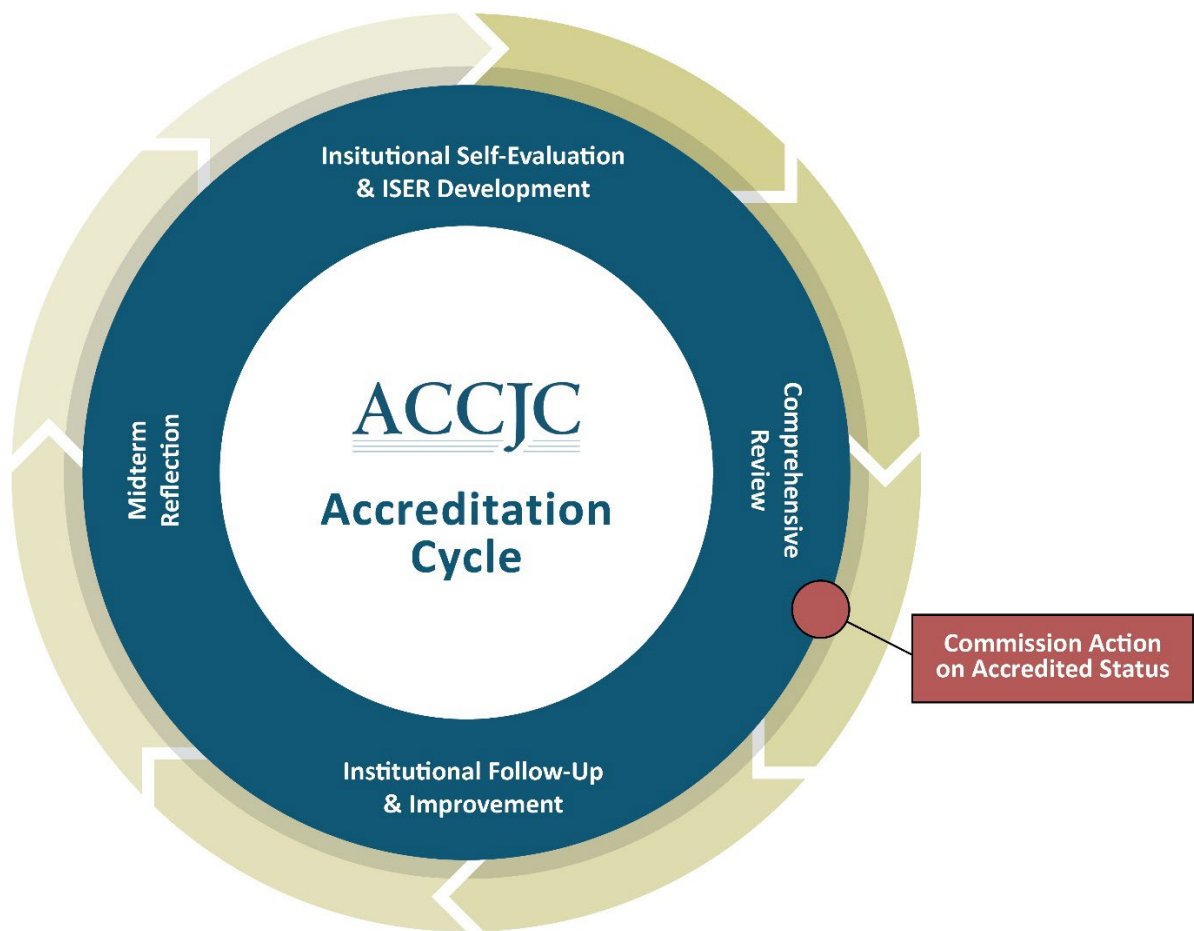 Insitutional Self-Evaluation
& ISER Development
Comprehensive
Review
Commission Action
on Accredited Status
Institutional Follow-Up
& Improvement
Midterm
Reflection
ACCJC
Accreditation
Cycle